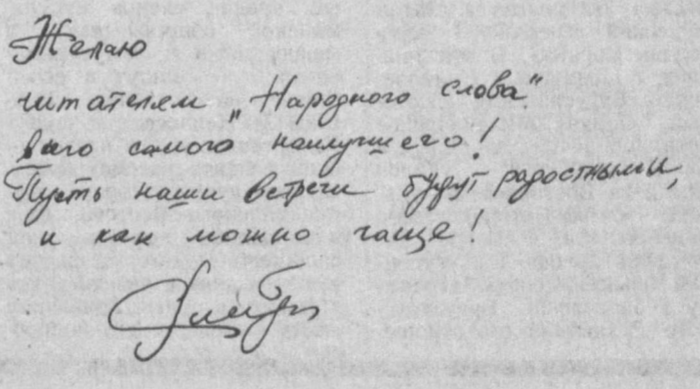 Желаю
читателям "Народного слова"
всего самого наилучшего!
Пусть наши встречи будут радостными,
и как можно чаще!